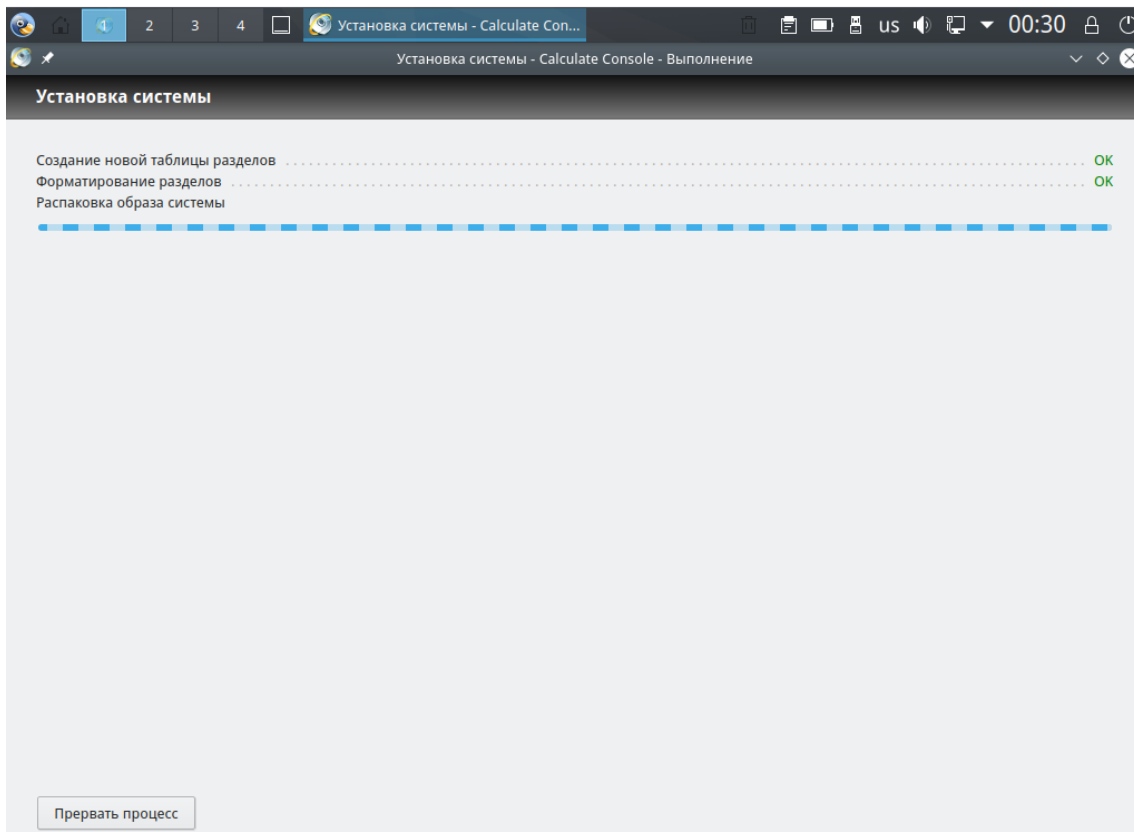 1 2 3 4 Установка системы - Calculate Con... us 00:30
Установка системы - Calculate Console - Выполнение
Установка системы
Создание новой таблицы разделов OK
Форматирование разделов OK
Распаковка образа системы
Прервать процесс